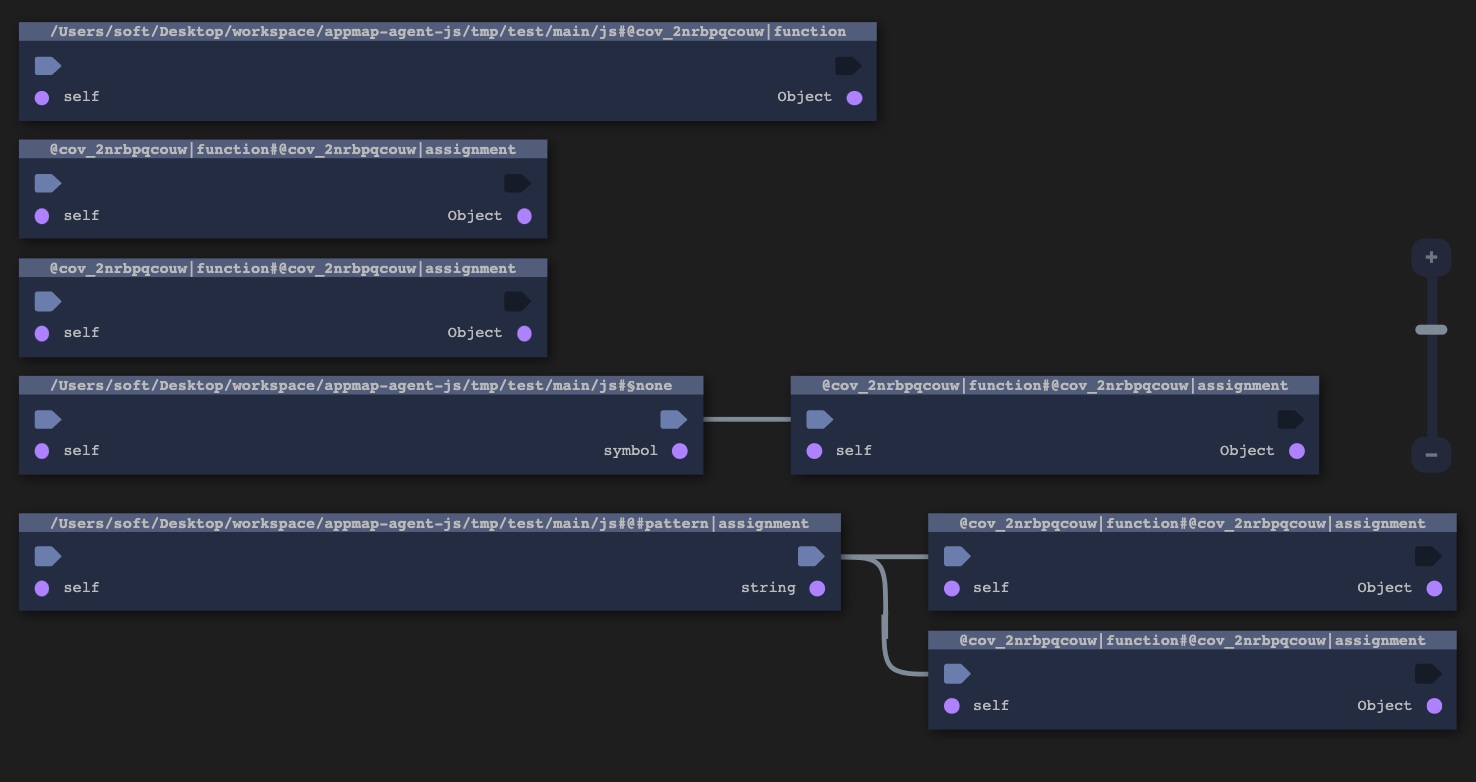 /Users/soft/Desktop/workspace/appmap-agent-js/tmp/test/main/js#@cov_2nrbpqcouw|function
self Object
@cov_2nrbpqcouw|function#@cov_2nrbpqcouw|assignment
self Object
@cov_2nrbpqcouw|function#@cov_2nrbpqcouw|assignment
self Object
/Users/soft/Desktop/workspace/appmap-agent-js/tmp/test/main/js#§none
self symbol
@cov_2nrbpqcouw|function#@cov_2nrbpqcouw|assignment
self Object
/Users/soft/Desktop/workspace/appmap-agent-js/tmp/test/main/js#@#pattern|assignment
self string
@cov_2nrbpqcouw|function#@cov_2nrbpqcouw|assignment
self Object
@cov_2nrbpqcouw|function#@cov_2nrbpqcouw|assignment
self Object
+
−